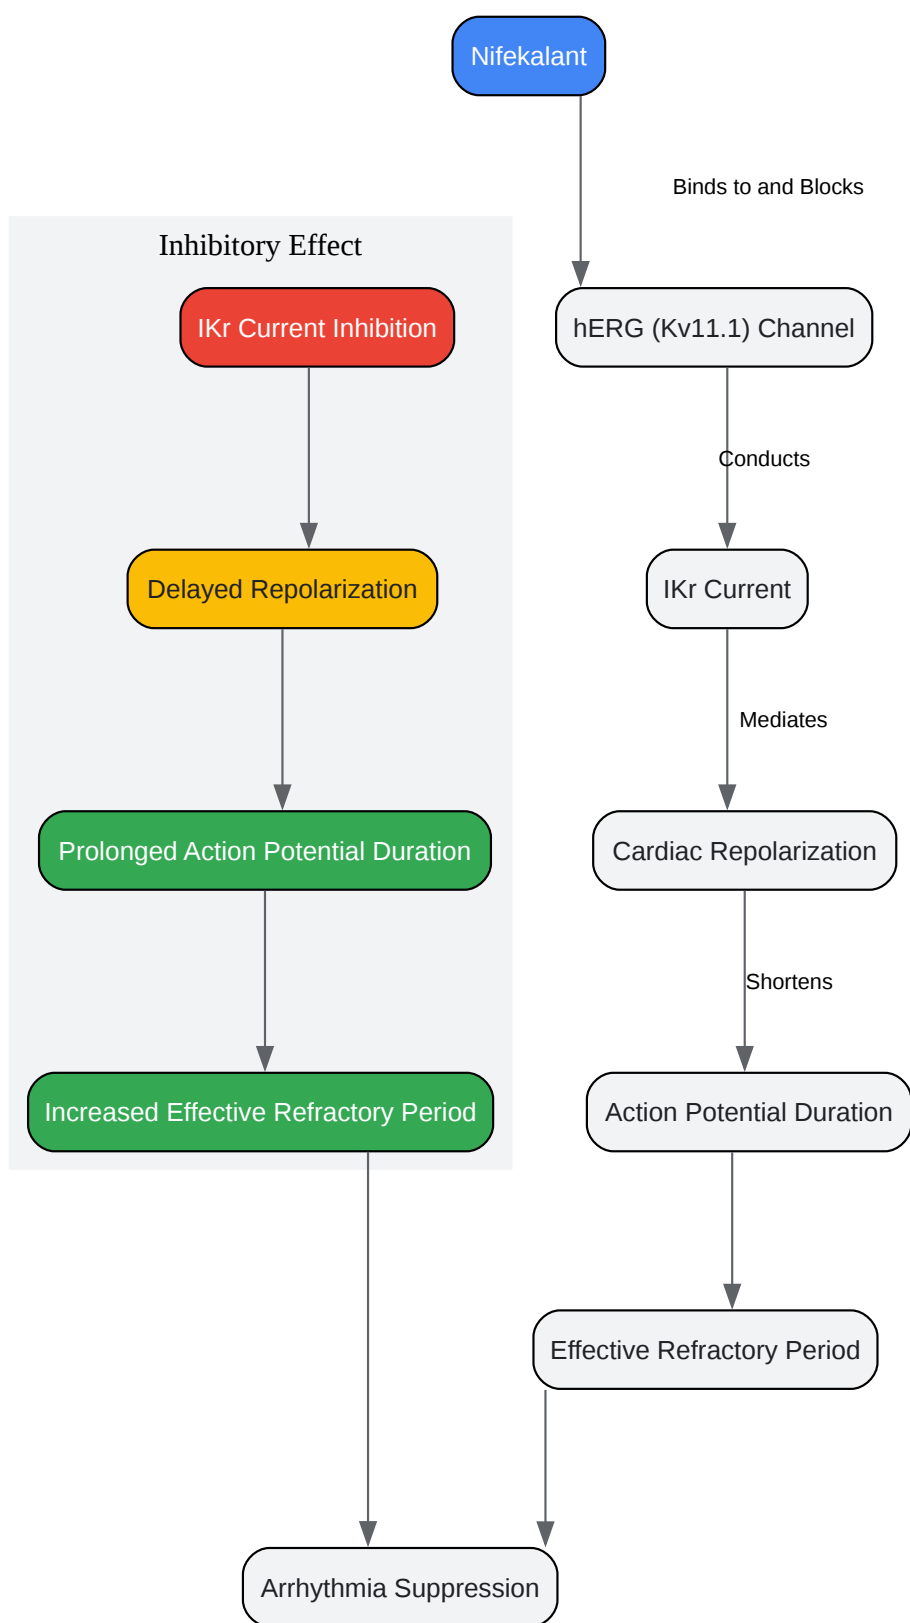 Nifekalant
Binds to and Blocks
Inhibitory Effect
IKr Current Inhibition
hERG (Kv11.1) Channel
Conducts
Delayed Repolarization
IKr Current
Mediates
Prolonged Action Potential Duration
Cardiac Repolarization
Shortens
Increased Effective Refractory Period
Action Potential Duration
Effective Refractory Period
Arrhythmia Suppression